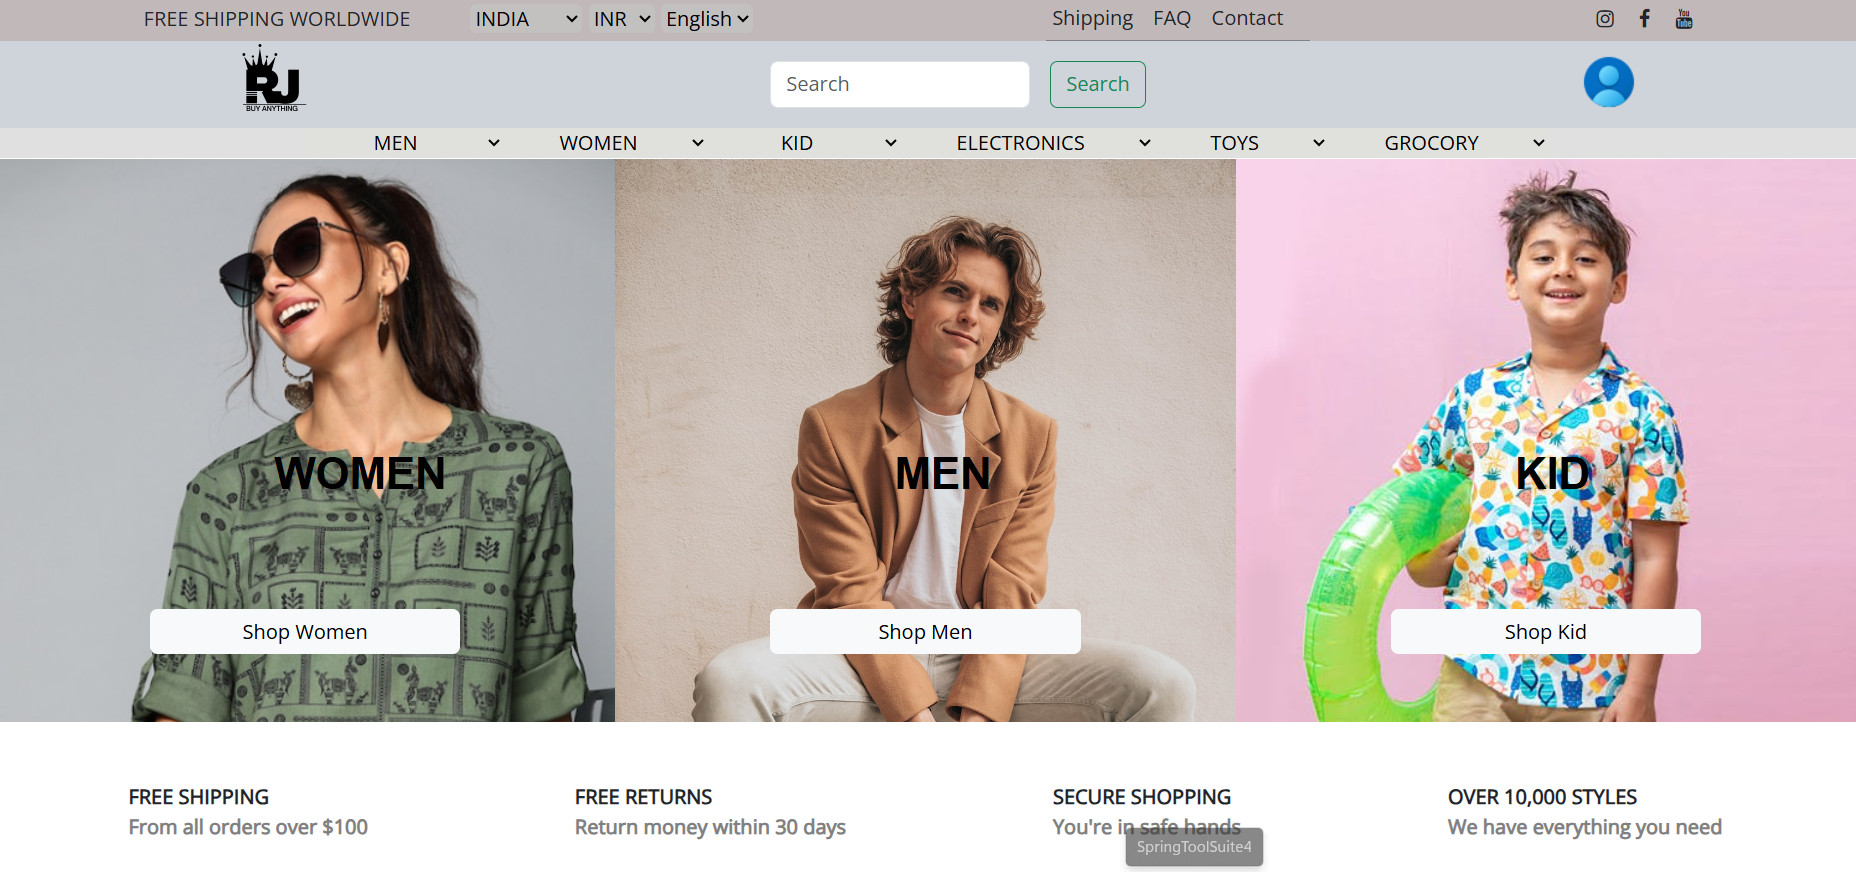 FREE SHIPPING WORLDWIDE INDIA INR English Shipping FAQ Contact
You Tube
RJ
BUY ANYTHING
Search Search
MEN WOMEN KID ELECTRONICS TOYS GROCORY
WOMEN MEN KID
Shop Women Shop Men Shop Kid
FREE SHIPPING FREE RETURNS SECURE SHOPPING OVER 10,000 STYLES
From all orders over $100 Return money within 30 days You're in safe hands We have everything you need
SpringToolSuite4